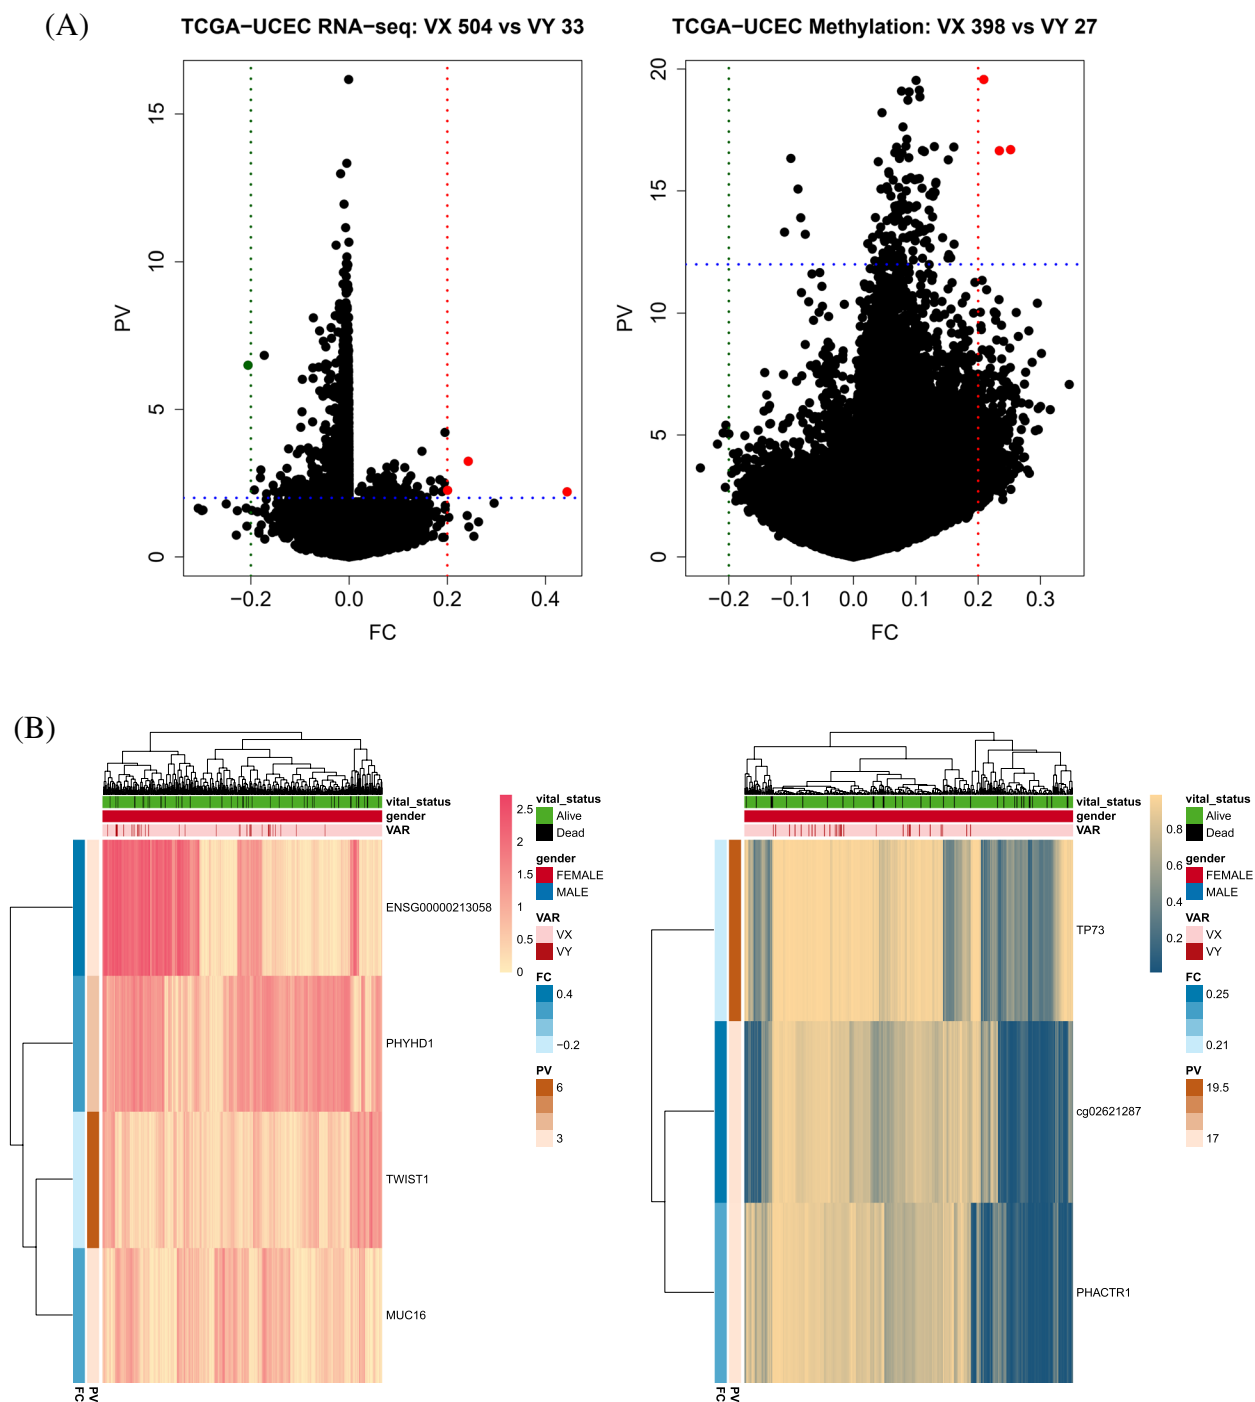 (A)
TCGA−UCEC RNA−seq: VX 504 vs VY 33
15
10
5
0
PV
−0.2
0.0
0.2
0.4
FC
TCGA−UCEC Methylation: VX 398 vs VY 27
20
15
10
5
0
PV
−0.2
−0.1
0.0
0.1
0.2
0.3
FC
(B)
vital_status
gender
VAR
ENSG00000213058
PHYHD1
TWIST1
MUC16
FC
PV
2.5
2
1.5
1
0.5
0
vital_status
Alive
Dead
gender
FEMALE
MALE
VAR
VX
VY
FC
0.4
−0.2
PV
6
3
vital_status
gender
VAR
TP73
cg02621287
PHACTR1
FC
PV
0.8
0.6
0.4
0.2
vital_status
Alive
Dead
gender
FEMALE
MALE
VAR
VX
VY
FC
0.25
0.21
PV
19.5
17